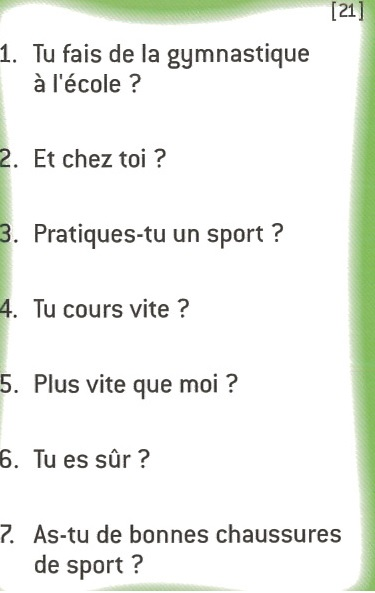 [21]
1. Tu fais de la gymnastique
à l'école ?
2. Et chez toi ?
3. Pratiques-tu un sport ?
4. Tu cours vite ?
5. Plus vite que moi ?
6. Tu es sûr ?
7. As-tu de bonnes chaussures
de sport ?